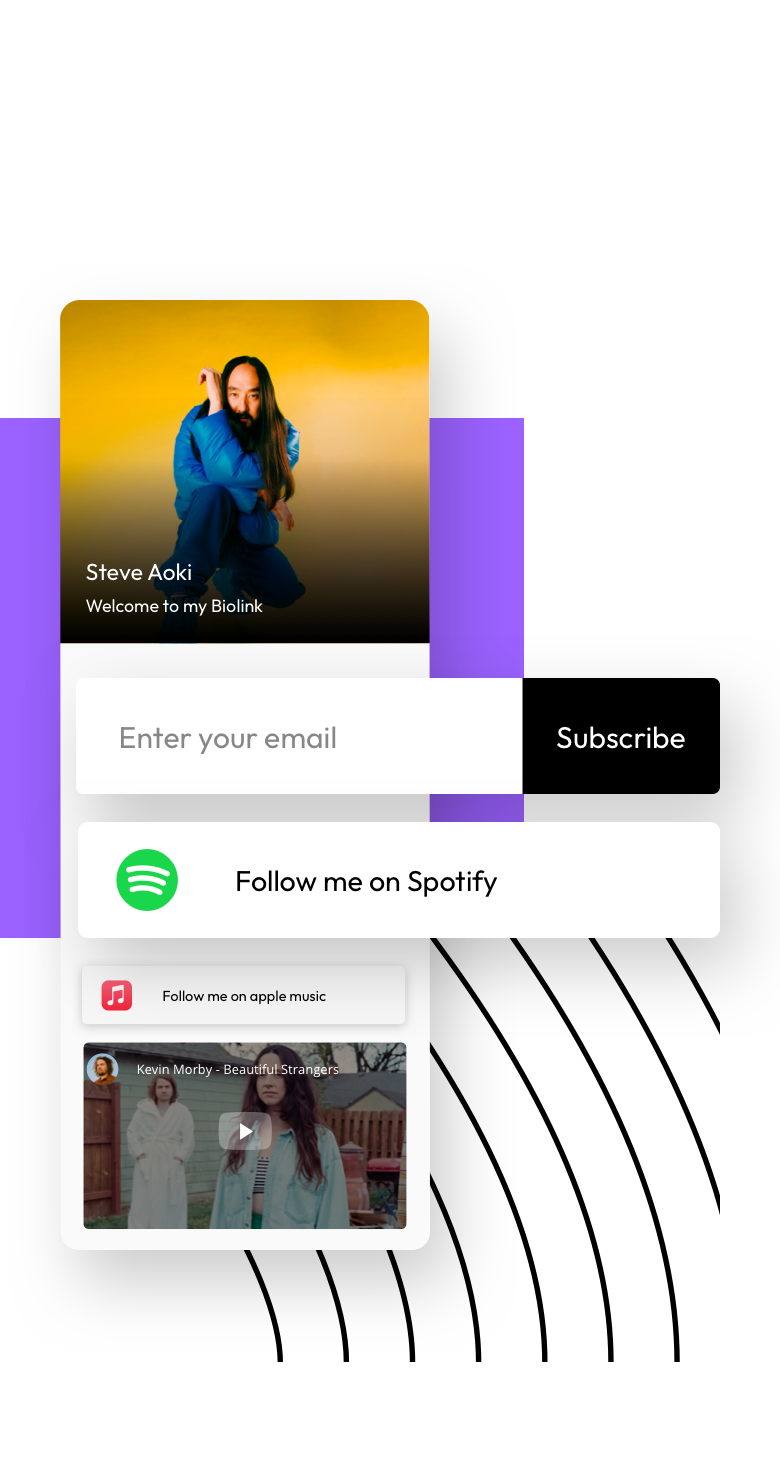 Steve Aoki
Welcome to my Biolink
Enter your email
Subscribe
Follow me on Spotify
Follow me on apple music
Kevin Morby - Beautiful Strangers